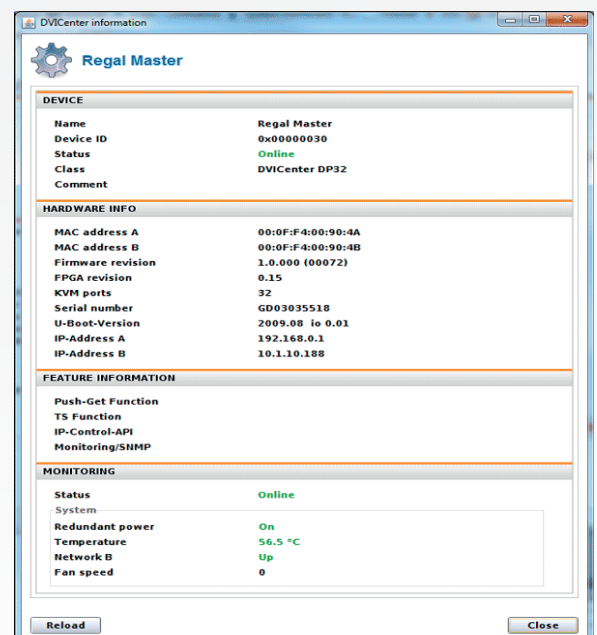 DVICenter information
Regal Master
DEVICE
Name Regal Master
Device ID 0x00000030
Status Online
Class DVICenter DP32
Comment
HARDWARE INFO
MAC address A 00:0F:F4:00:90:4A
MAC address B 00:0F:F4:00:90:4B
Firmware revision 1.0.000 (00072)
FPGA revision 0.15
KVM ports 32
Serial number GD03035518
U-Boot-Version 2009.08 io 0.01
IP-Address A 192.168.0.1
IP-Address B 10.1.10.188
FEATURE INFORMATION
Push-Get Function
TS Function
IP-Control-API
Monitoring/SNMP
MONITORING
Status Online
System
Redundant power On
Temperature 56.5 °C
Network B Up
Fan speed 0
Reload Close